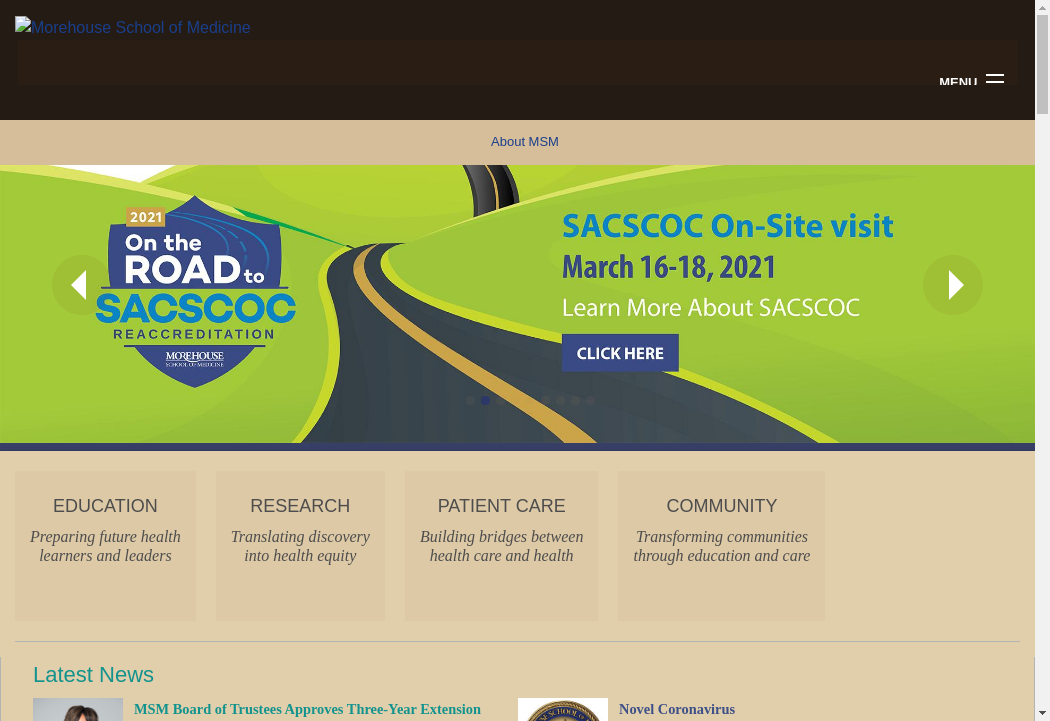 Morehouse School of Medicine
MENU
About MSM
2021
On the
ROAD to
SACSCOC
REACCREDITATION
MOREHOUSE
SCHOOL OF MEDICINE
SACSCOC On-Site visit
March 16-18, 2021
Learn More About SACSCOC
CLICK HERE
EDUCATION
Preparing future health
learners and leaders
RESEARCH
Translating discovery
into health equity
PATIENT CARE
Building bridges between
health care and health
COMMUNITY
Transforming communities
through education and care
Latest News
MSM Board of Trustees Approves Three-Year Extension
Novel Coronavirus